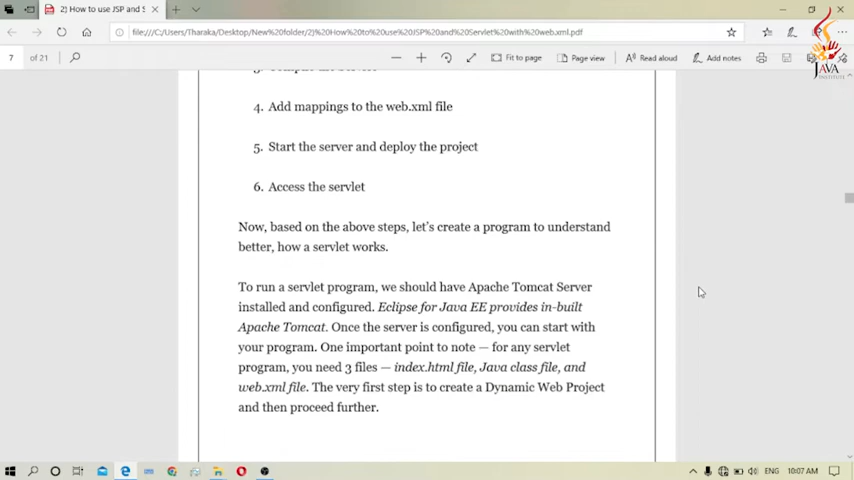 2) How to use JSP and S
file:///C:/Users/Tharaka/Desktop/New%20folder/2)%20How%20to%20use%20JSP%20and%20Servlet%20with%20web.xml.pdf
7 of 21
Fit to page
Page view
Read aloud
Add notes
JAVA
INSTITUTE
4. Add mappings to the web.xml file
5. Start the server and deploy the project
6. Access the servlet
Now, based on the above steps, let's create a program to understand
better, how a servlet works.
To run a servlet program, we should have Apache Tomcat Server
installed and configured. Eclipse for Java EE provides in-built
Apache Tomcat. Once the server is configured, you can start with
your program. One important point to note — for any servlet
program, you need 3 files — index.html file, Java class file, and
web.xml file. The very first step is to create a Dynamic Web Project
and then proceed further.
ENG
10:07 AM